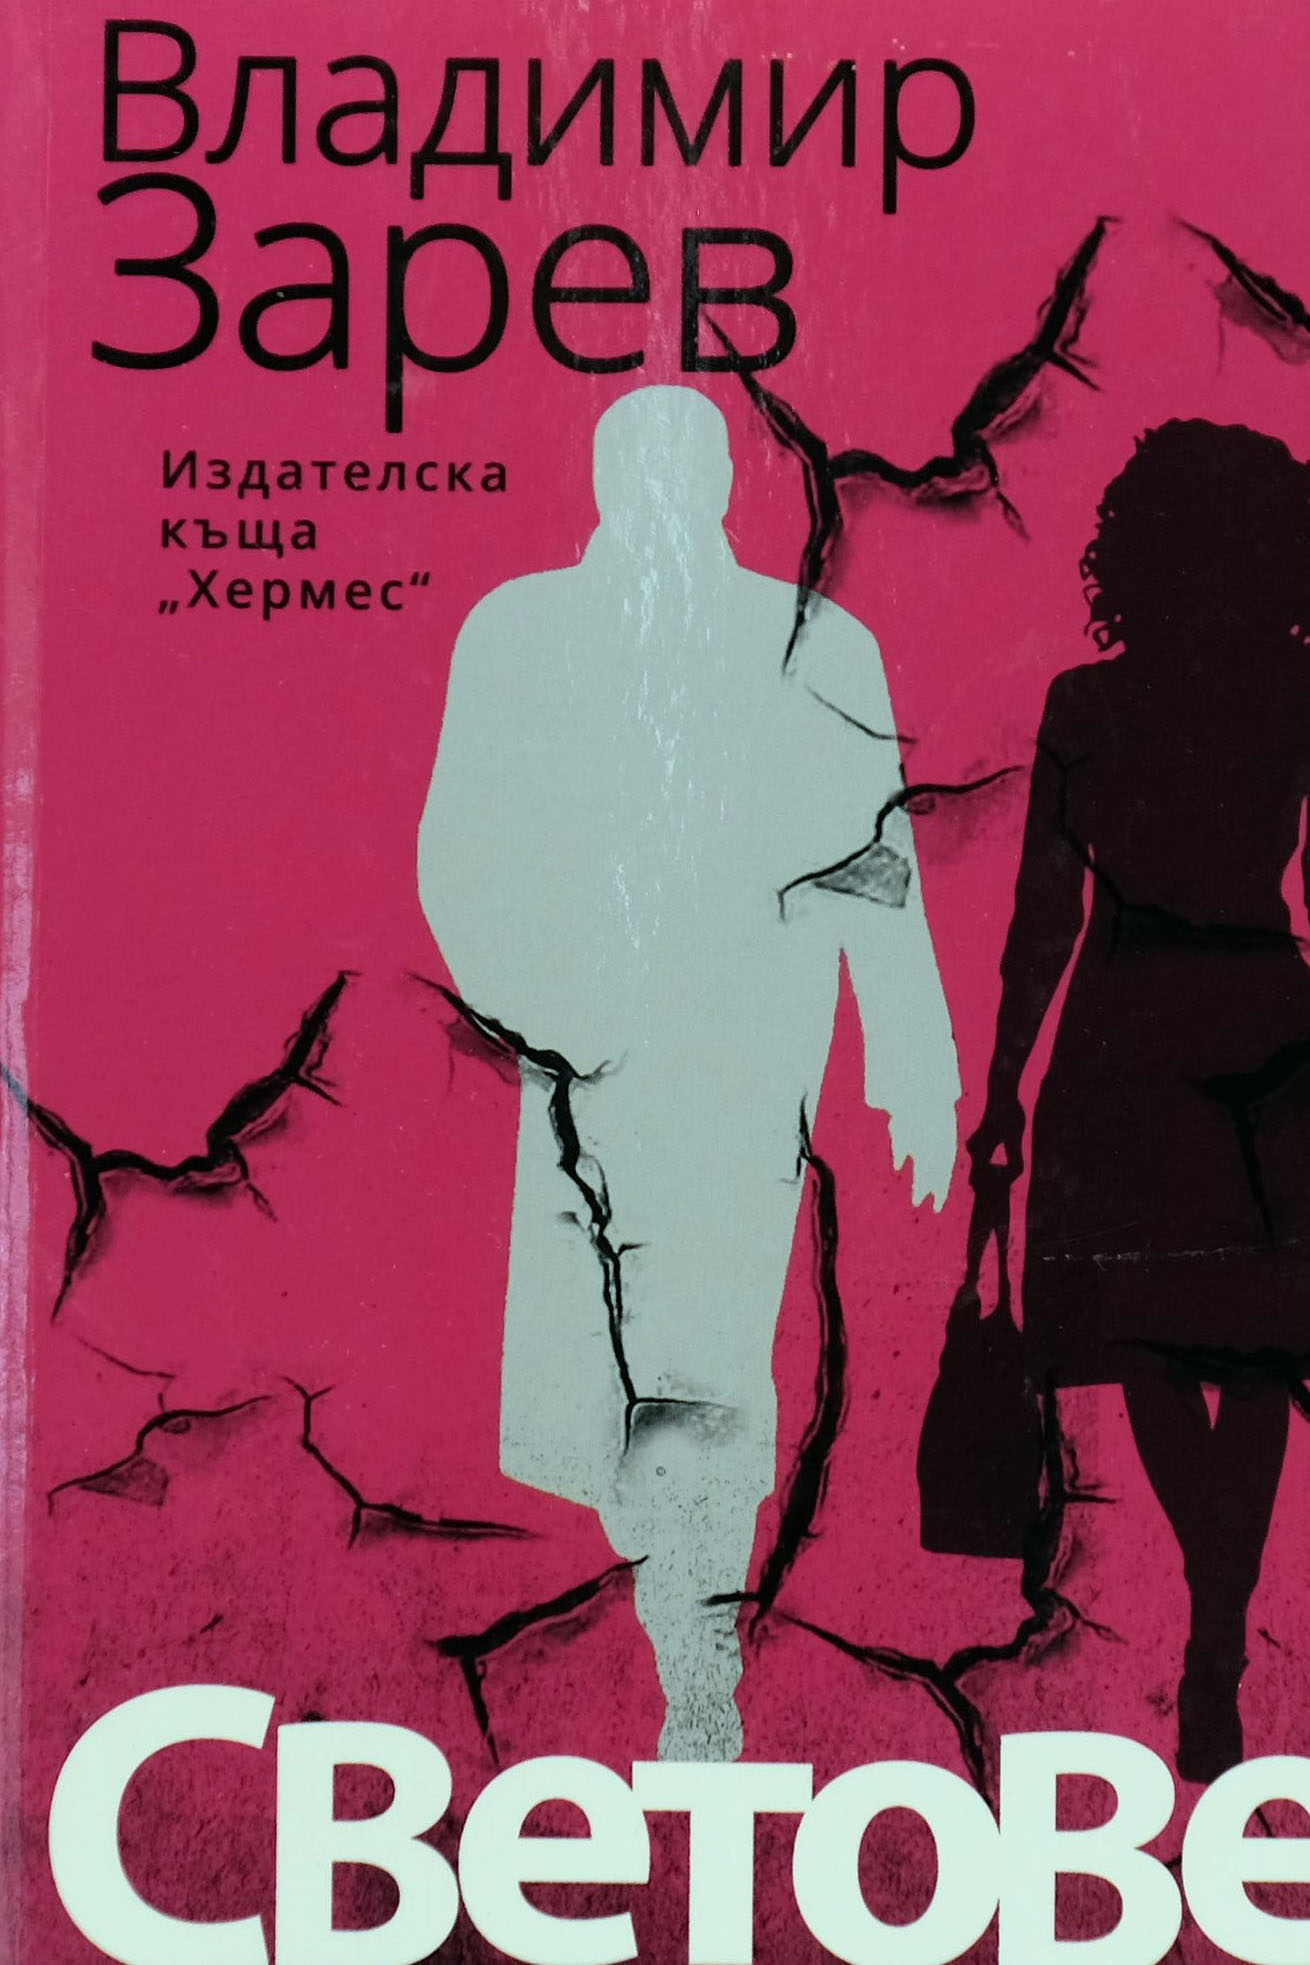 Владимир
Зарев
Издателска
къща
„Хермес“
Светове